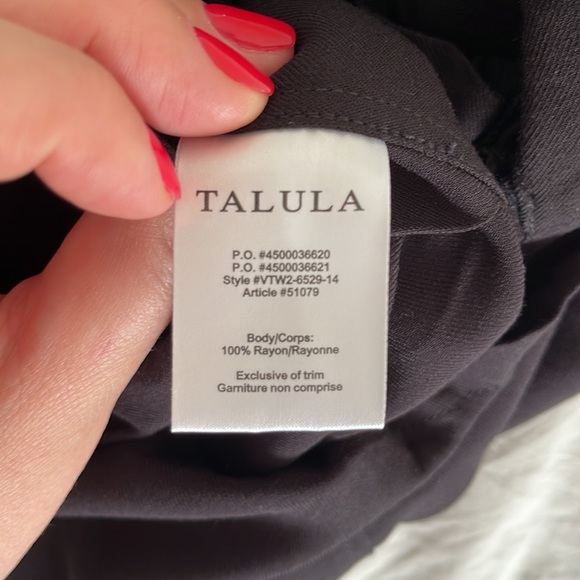 TALULA
P.O. #4500036620
P.O. #4500036621
Style #VTW2-6529-14
Article #51079
Body/Corps:
100% Rayon/Rayonne
Exclusive of trim
Garniture non comprise